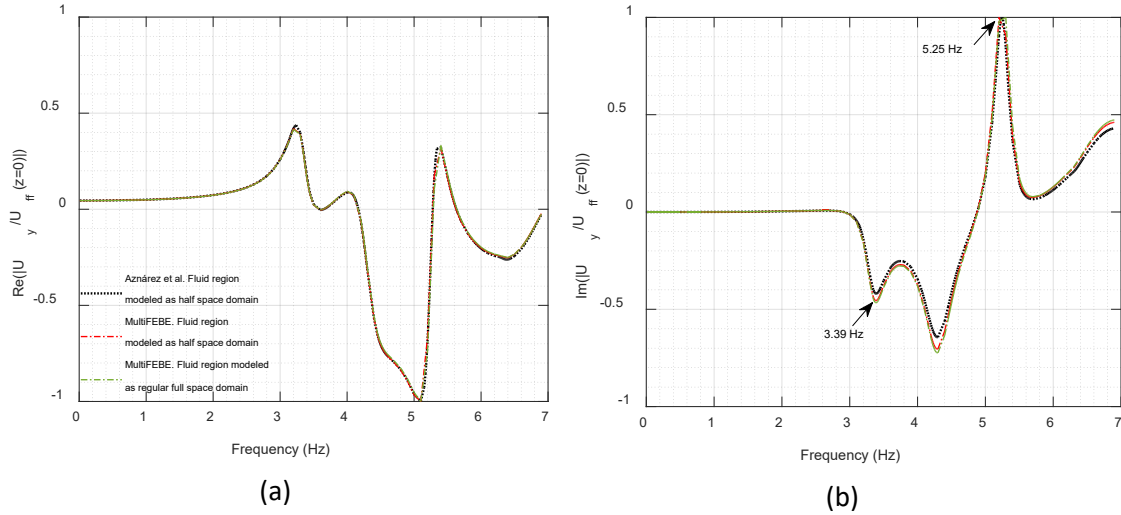 1
0.5
0
-0.5
-1
Re(|U y /U ff (z=0)|)
Aznárez et al. Fluid region
modeled as half space domain
MultiFEBE. Fluid region
modeled as half space domain
MultiFEBE. Fluid region modeled
as regular full space domain
0 1 2 3 4 5 6 7
Frequency (Hz)
(a)
1
0.5
0
-0.5
-1
Im(|U y /U ff (z=0)|)
5.25 Hz
3.39 Hz
0 1 2 3 4 5 6 7
Frequency (Hz)
(b)